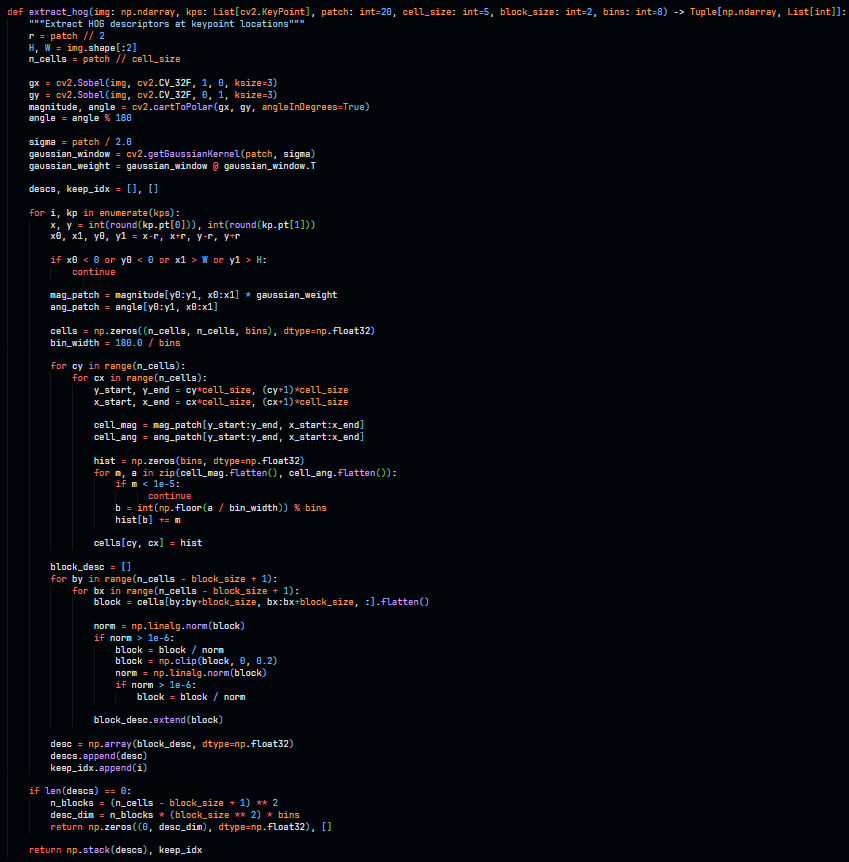 def extract_hog(img: np.ndarray, kps: List[cv2.KeyPoint], patch: int=20, cell_size: int=5, block_size: int=2, bins: int=8) -> Tuple[np.ndarray, List[int]]:
    """Extract HOG descriptors at keypoint locations"""
    r = patch // 2
    H, W = img.shape[:2]
    n_cells = patch // cell_size

    gx = cv2.Sobel(img, cv2.CV_32F, 1, 0, ksize=3)
    gy = cv2.Sobel(img, cv2.CV_32F, 0, 1, ksize=3)
    magnitude, angle = cv2.cartToPolar(gx, gy, angleInDegrees=True)
    angle = angle % 180

    sigma = patch / 2.0
    gaussian_window = cv2.getGaussianKernel(patch, sigma)
    gaussian_weight = gaussian_window @ gaussian_window.T

    descs, keep_idx = [], []

    for i, kp in enumerate(kps):
        x, y = int(round(kp.pt[0])), int(round(kp.pt[1]))
        x0, x1, y0, y1 = x-r, x+r, y-r, y+r

        if x0 < 0 or y0 < 0 or x1 > W or y1 > H:
            continue

        mag_patch = magnitude[y0:y1, x0:x1] * gaussian_weight
        ang_patch = angle[y0:y1, x0:x1]

        cells = np.zeros((n_cells, n_cells, bins), dtype=np.float32)
        bin_width = 180.0 / bins

        for cy in range(n_cells):
            for cx in range(n_cells):
                y_start, y_end = cy*cell_size, (cy+1)*cell_size
                x_start, x_end = cx*cell_size, (cx+1)*cell_size

                cell_mag = mag_patch[y_start:y_end, x_start:x_end]
                cell_ang = ang_patch[y_start:y_end, x_start:x_end]

                hist = np.zeros(bins, dtype=np.float32)
                for m, a in zip(cell_mag.flatten(), cell_ang.flatten()):
                    if m < 1e-5:
                        continue
                    b = int(np.floor(a / bin_width)) % bins
                    hist[b] += m

                cells[cy, cx] = hist

        block_desc = []
        for by in range(n_cells - block_size + 1):
            for bx in range(n_cells - block_size + 1):
                block = cells[by:by+block_size, bx:bx+block_size, :].flatten()

                norm = np.linalg.norm(block)
                if norm > 1e-6:
                    block = block / norm
                    block = np.clip(block, 0, 0.2)
                    norm = np.linalg.norm(block)
                    if norm > 1e-6:
                        block = block / norm

                block_desc.extend(block)

        desc = np.array(block_desc, dtype=np.float32)
        descs.append(desc)
        keep_idx.append(i)

    if len(descs) == 0:
        n_blocks = (n_cells - block_size + 1) ** 2
        desc_dim = n_blocks * (block_size ** 2) * bins
        return np.zeros((0, desc_dim), dtype=np.float32), []

    return np.stack(descs), keep_idx